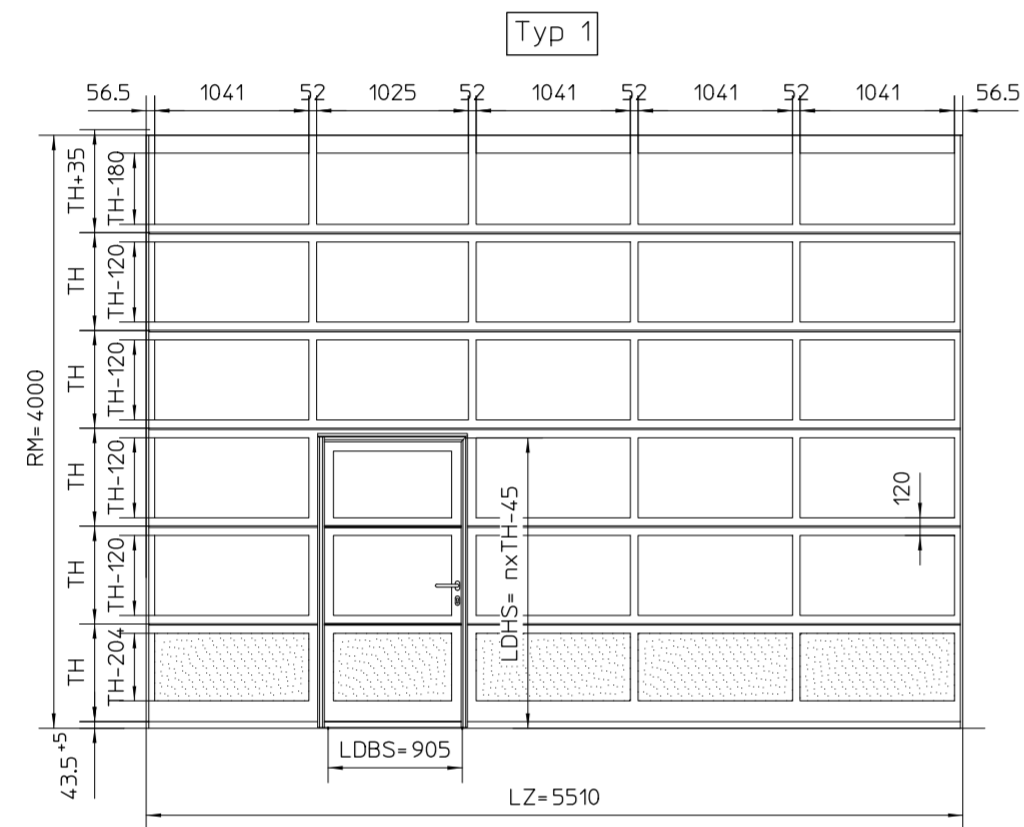 Typ 1
56.5 1041 52 1025 52 1041 52 1041 52 1041 56.5
TH+35
TH-180
TH
TH-120
TH
TH-120
RM= 4000
TH
TH-120
TH
TH-120
TH
TH-204
43.5 +5
LDHS= nxTH-45
120
LDBS= 905
LZ= 5510